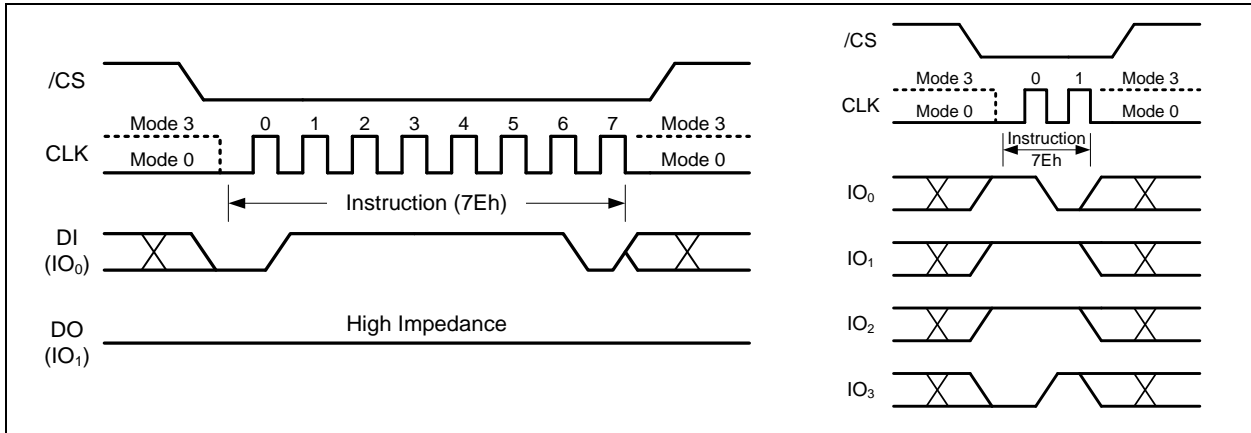 /CS
Mode 3 0 1 2 3 4 5 6 7 Mode 3
CLK
Mode 0 Mode 0
Instruction (7Eh)
DI
(IO₀)
High Impedance
DO
(IO₁)
/CS
Mode 3 0 1 Mode 3
CLK
Mode 0 Mode 0
Instruction
7Eh
IO₀
IO₁
IO₂
IO₃